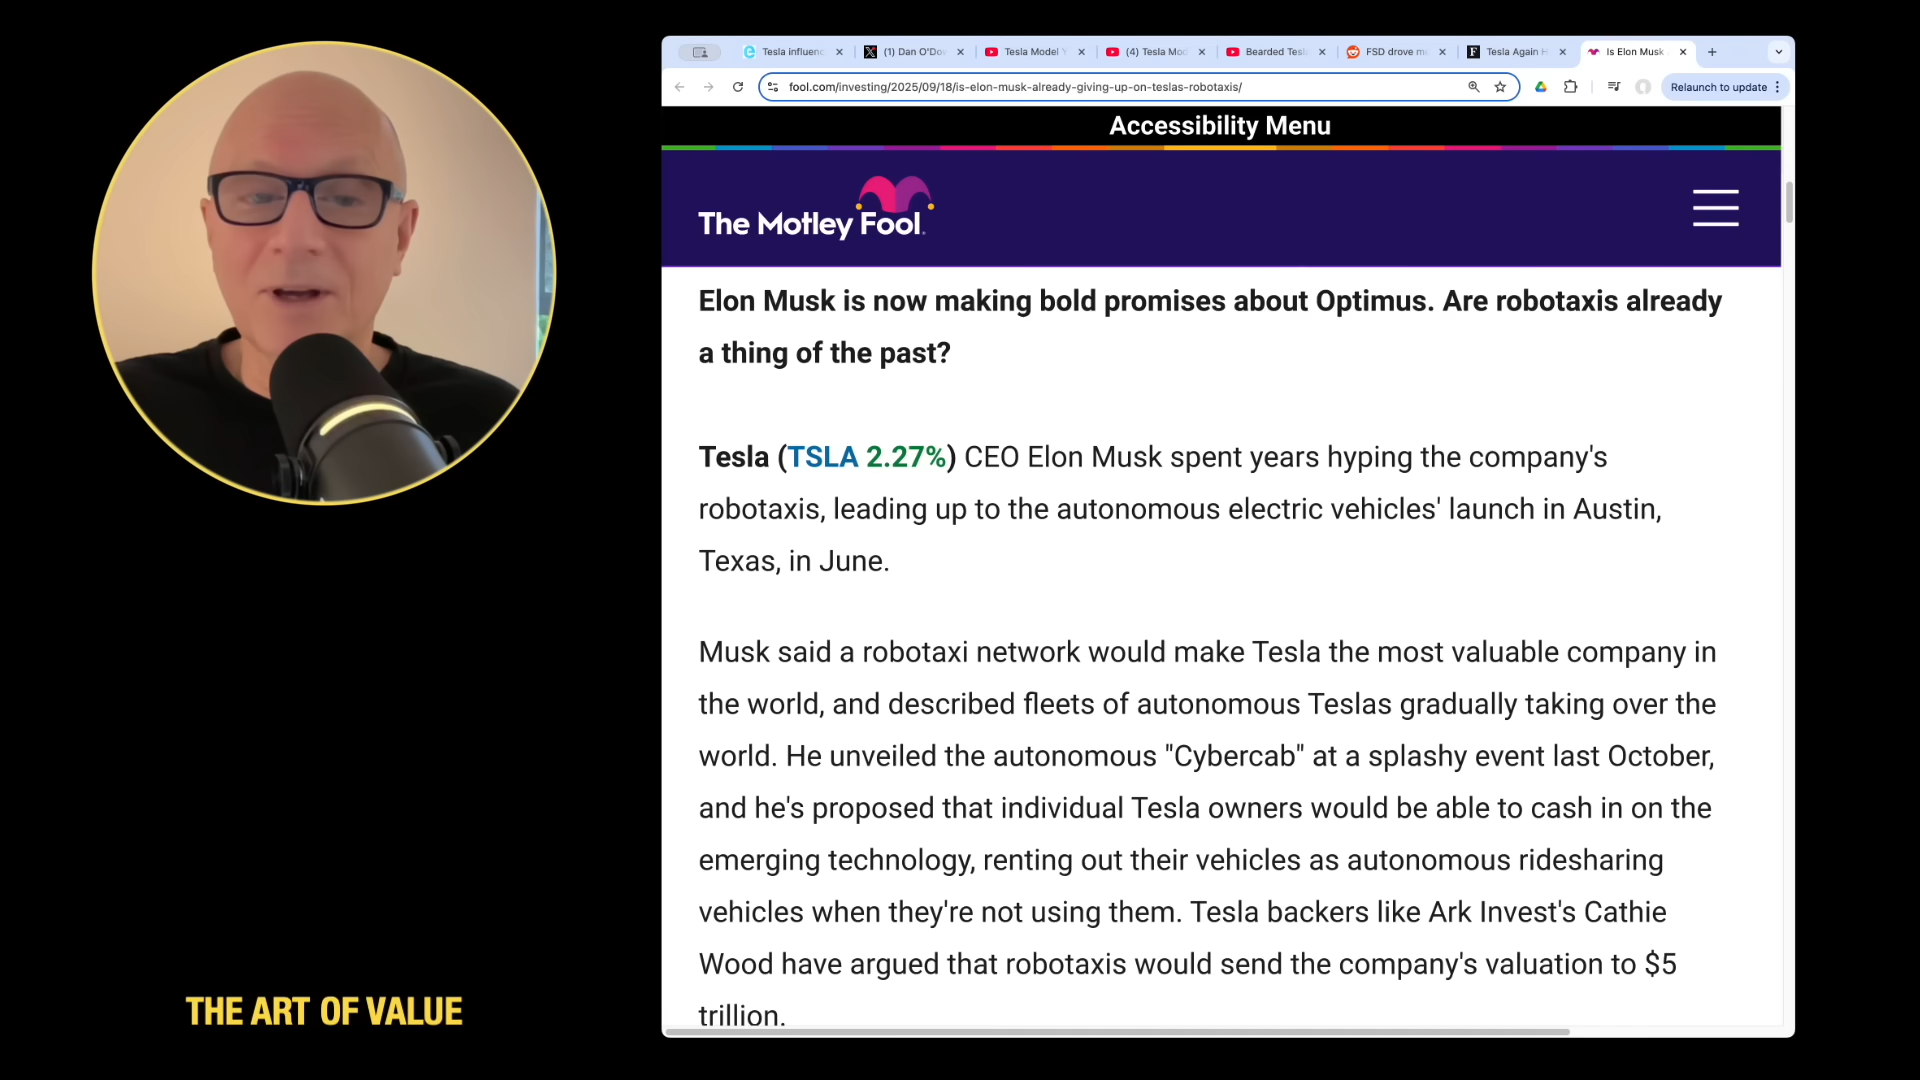 Tesla influen
(1) Dan O'Do
Tesla Model Y
(4) Tesla Mo
Bearded Tesla
FSD drove m
Tesla Again H
Is Elon Musk
fool.com/investing/2025/09/18/is-elon-musk-already-giving-up-on-teslas-robotaxis/
Relaunch to update
Accessibility Menu
The Motley Fool.
Elon Musk is now making bold promises about Optimus. Are robotaxis already
a thing of the past?
Tesla (TSLA 2.27%) CEO Elon Musk spent years hyping the company's
robotaxis, leading up to the autonomous electric vehicles' launch in Austin,
Texas, in June.
Musk said a robotaxi network would make Tesla the most valuable company in
the world, and described fleets of autonomous Teslas gradually taking over the
world. He unveiled the autonomous "Cybercab" at a splashy event last October,
and he's proposed that individual Tesla owners would be able to cash in on the
emerging technology, renting out their vehicles as autonomous ridesharing
vehicles when they're not using them. Tesla backers like Ark Invest's Cathie
Wood have argued that robotaxis would send the company's valuation to $5
trillion.
THE ART OF VALUE